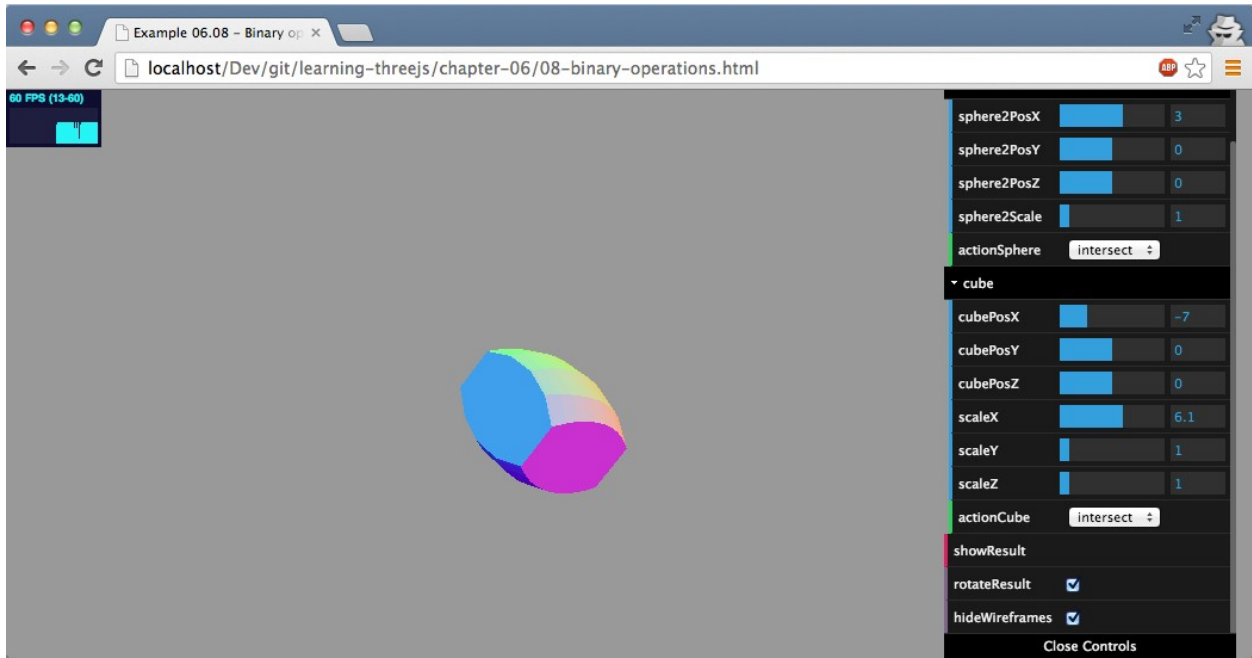 Example 06.08 – Binary op
localhost/Dev/git/learning-threejs/chapter-06/08-binary-operations.html
ABP
60 FPS (13-60)
sphere2PosX 3
sphere2PosY 0
sphere2PosZ 0
sphere2Scale 1
actionSphere intersect
cube
cubePosX -7
cubePosY 0
cubePosZ 0
scaleX 6.1
scaleY 1
scaleZ 1
actionCube intersect
showResult
rotateResult
hideWireframes
Close Controls